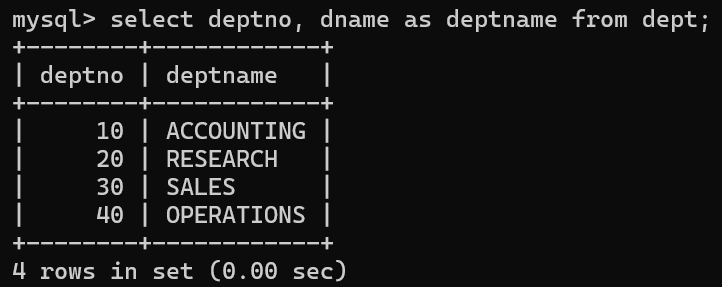 mysql> select deptno, dname as deptname from dept;
+--------+------------+
| deptno | deptname   |
+--------+------------+
|     10 | ACCOUNTING |
|     20 | RESEARCH   |
|     30 | SALES      |
|     40 | OPERATIONS |
+--------+------------+
4 rows in set (0.00 sec)